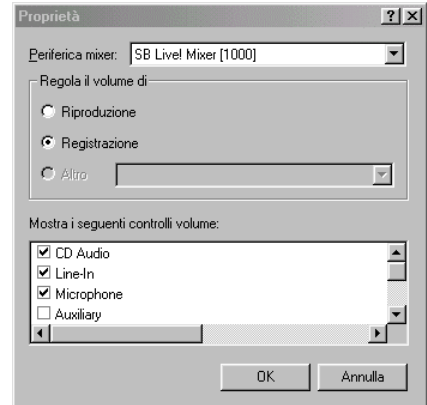 Proprietà
Periferica mixer: SB Live! Mixer [1000]
Regola il volume di
Riproduzione
Registrazione
Altro
Mostra i seguenti controlli volume:
CD Audio
Line-In
Microphone
Auxiliary
OK Annulla